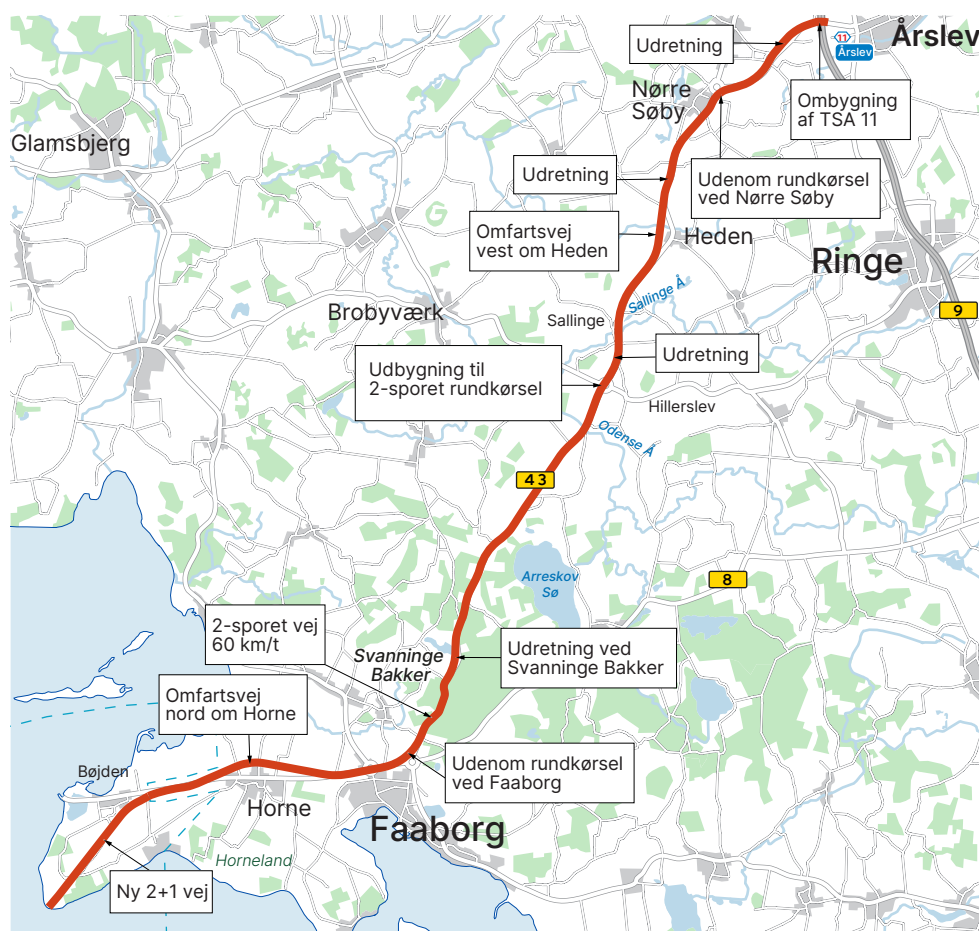 Udretning
11
Årslev
Årslev
Nørre
Søby
Ombygning
af TSA 11
Glamsbjerg
Udretning
Udenom rundkørsel
ved Nørre Søby
Omfartsvej
vest om Heden
Heden
Ringe
Sallinge Å
Brobyværk
Sallinge
9
Udretning
Udbygning til
2-sporet rundkørsel
Hillerslev
Odense Å
43
Arreskov
Sø
8
2-sporet vej
60 km/t
Svanninge
Bakker
Udretning ved
Svanninge Bakker
Omfartsvej
nord om Horne
Udenom rundkørsel
ved Faaborg
Bøjden
Horne
Faaborg
Horneland
Ny 2+1 vej